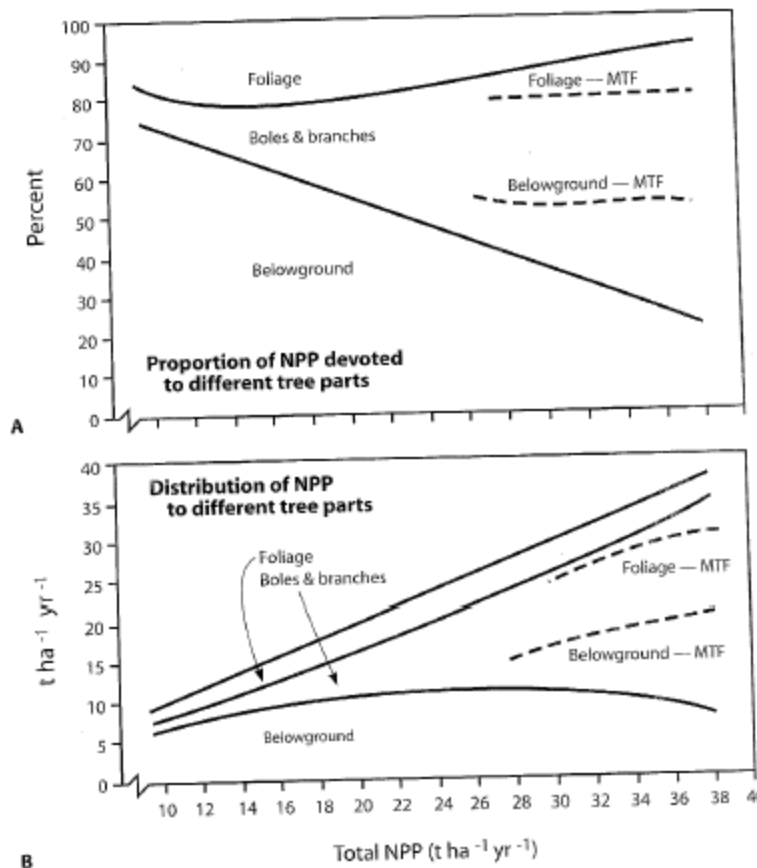 100
90
80
70
60
50
40
30
20
10
0
Percent
Foliage
Foliage — MTF
Boles & branches
Belowground — MTF
Belowground
Proportion of NPP devoted
to different tree parts
A
40
35
30
25
20
15
10
5
0
t ha⁻¹ yr⁻¹
Distribution of NPP
to different tree parts
Foliage
Boles & branches
Foliage — MTF
Belowground — MTF
Belowground
10 12 14 16 18 20 22 24 26 28 30 32 34 36 38
Total NPP (t ha⁻¹ yr⁻¹)
B